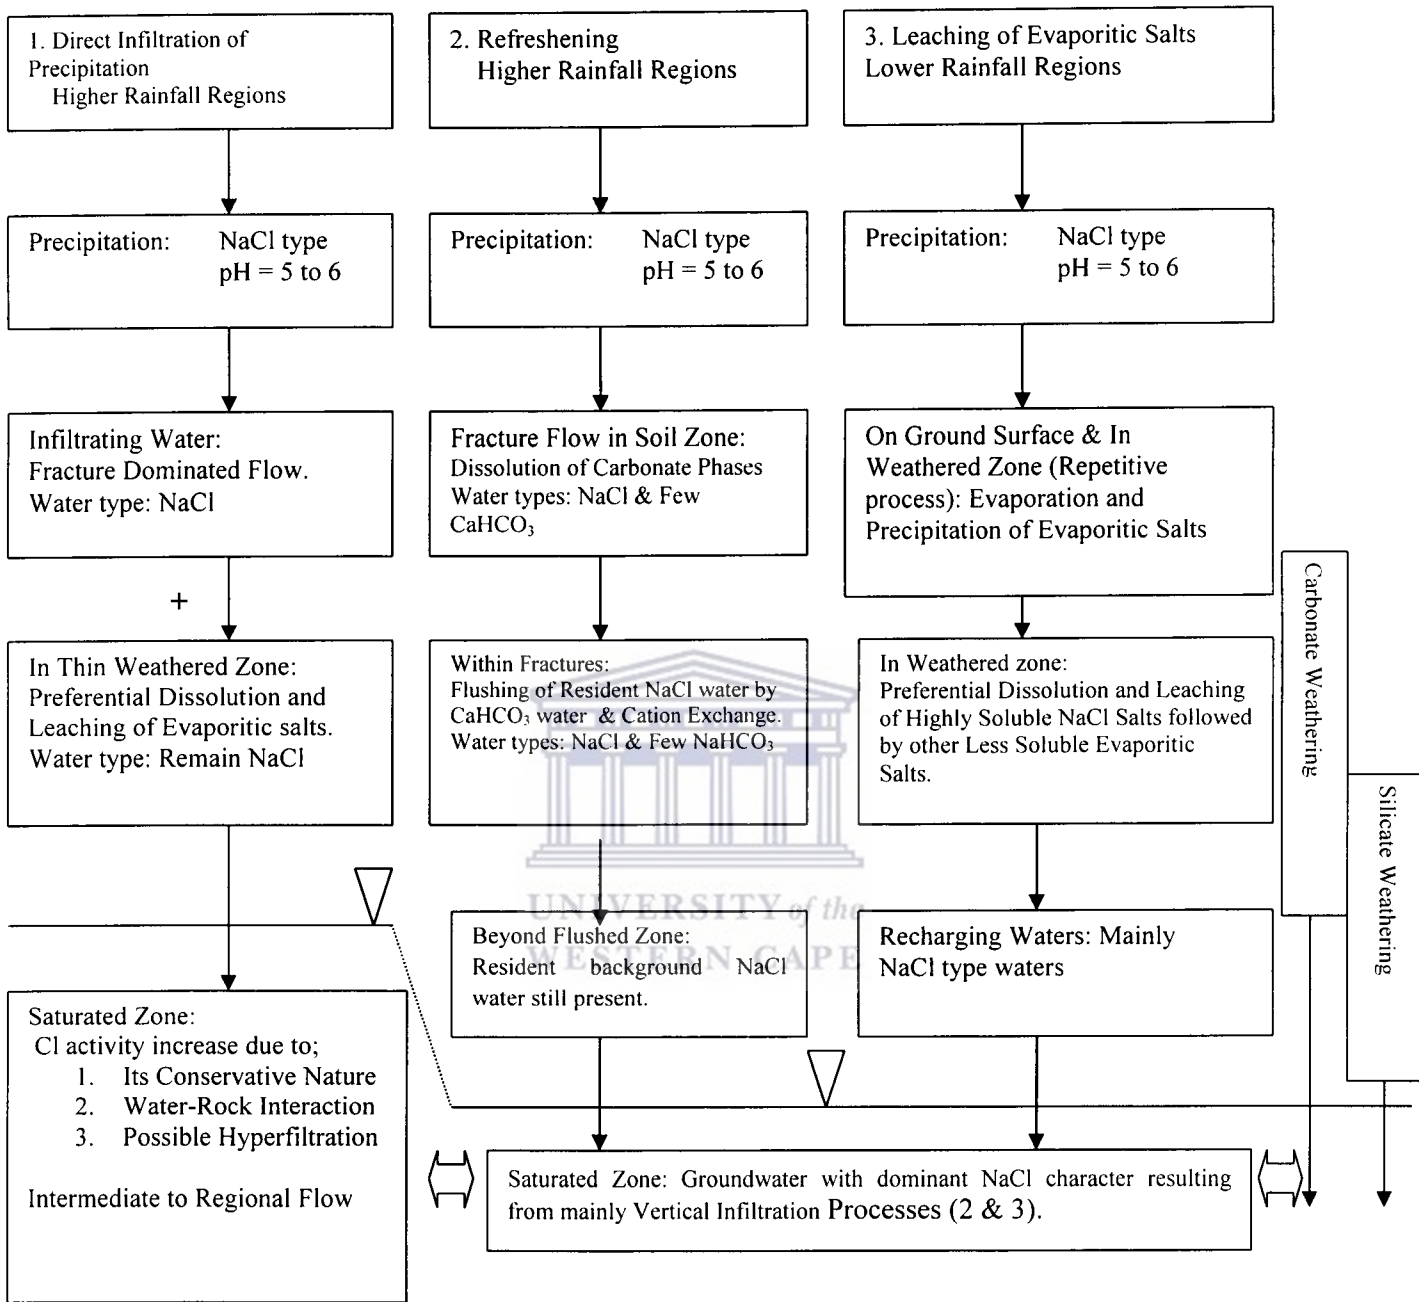 1. Direct Infiltration of
Precipitation
Higher Rainfall Regions
2. Refreshening
Higher Rainfall Regions
3. Leaching of Evaporitic Salts
Lower Rainfall Regions
Precipitation: NaCl type
pH = 5 to 6
Precipitation: NaCl type
pH = 5 to 6
Precipitation: NaCl type
pH = 5 to 6
Infiltrating Water:
Fracture Dominated Flow.
Water type: NaCl
Fracture Flow in Soil Zone:
Dissolution of Carbonate Phases
Water types: NaCl & Few
CaHCO₃
On Ground Surface & In
Weathered Zone (Repetitive
process): Evaporation and
Precipitation of Evaporitic Salts
+
In Thin Weathered Zone:
Preferential Dissolution and
Leaching of Evaporitic salts.
Water type: Remain NaCl
Within Fractures:
Flushing of Resident NaCl water by
CaHCO₃ water & Cation Exchange.
Water types: NaCl & Few NaHCO₃
In Weathered zone:
Preferential Dissolution and Leaching
of Highly Soluble NaCl Salts followed
by other Less Soluble Evaporitic
Salts.
Carbonate Weathering
Silicate Weathering
UNIVERSITY of the
WESTERN CAPE
Beyond Flushed Zone:
Resident background NaCl
water still present.
Recharging Waters: Mainly
NaCl type waters
Saturated Zone:
Cl activity increase due to;
1. Its Conservative Nature
2. Water-Rock Interaction
3. Possible Hyperfiltration
Intermediate to Regional Flow
Saturated Zone: Groundwater with dominant NaCl character resulting
from mainly Vertical Infiltration Processes (2 & 3).